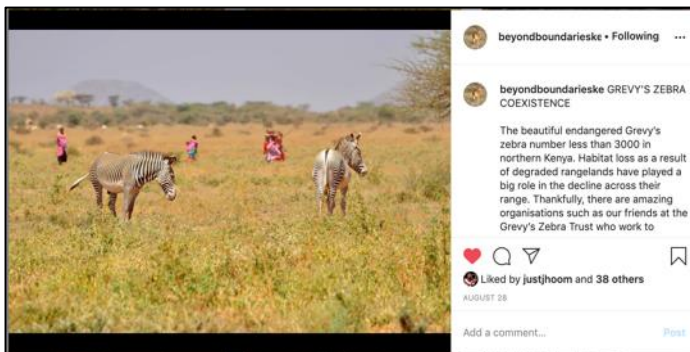 beyondboundarieske • Following ...
beyondboundarieske GREVY'S ZEBRA
COEXISTENCE
The beautiful endangered Grevy's
zebra number less than 3000 in
northern Kenya. Habitat loss as a result
of degraded rangelands have played a
big role in the decline across their
range. Thankfully, there are amazing
organisations such as our friends at the
Grevy's Zebra Trust who work to
Liked by justjhoom and 38 others
AUGUST 28
Add a comment...
Post